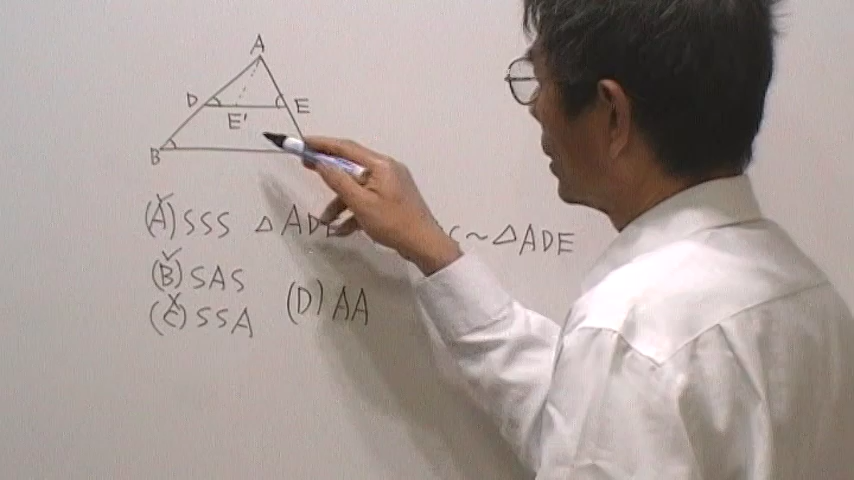 A
D E
E'
B
(A) SSS △ADE ~ △ADE
(B) SAS
(C) SSA (D) AA